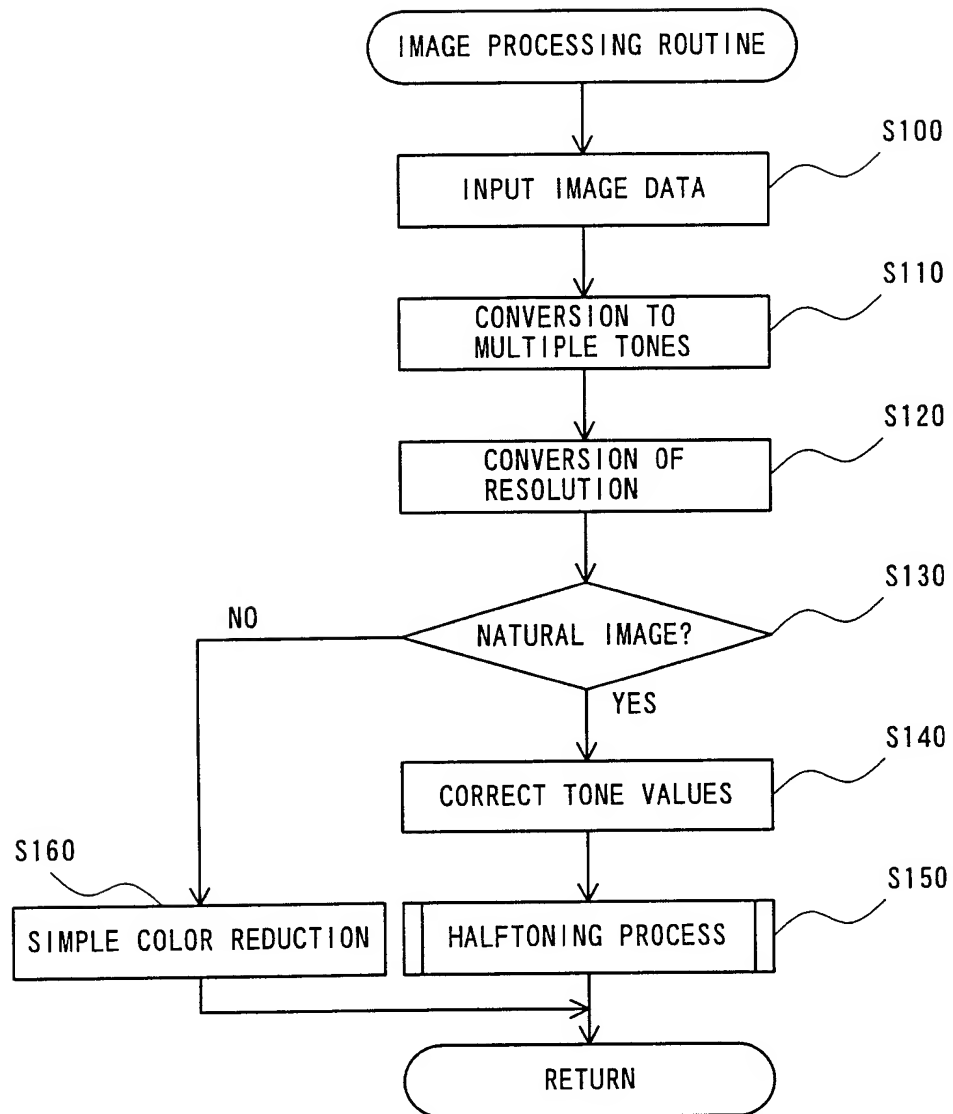 IMAGE PROCESSING ROUTINE
S100
INPUT IMAGE DATA
S110
CONVERSION TO
MULTIPLE TONES
S120
CONVERSION OF
RESOLUTION
S130
NO
NATURAL IMAGE?
YES
S140
CORRECT TONE VALUES
S160
S150
SIMPLE COLOR REDUCTION
HALFTONING PROCESS
RETURN